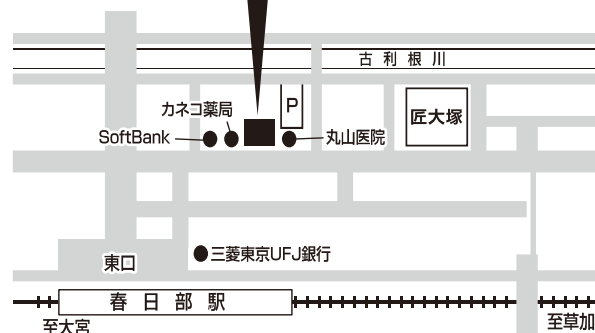 古利根川
カネコ薬局
P
匠大塚
SoftBank
丸山医院
三菱東京UFJ銀行
東口
春日部駅
至大宮
至草加